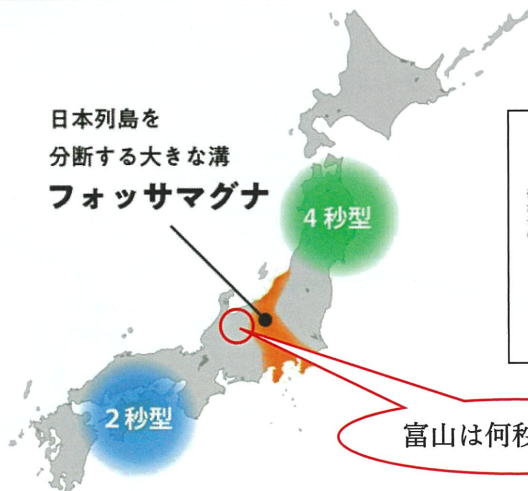 日本列島を
分断する大きな溝
フォッサマグナ
4秒型
2秒型
富山は何秒